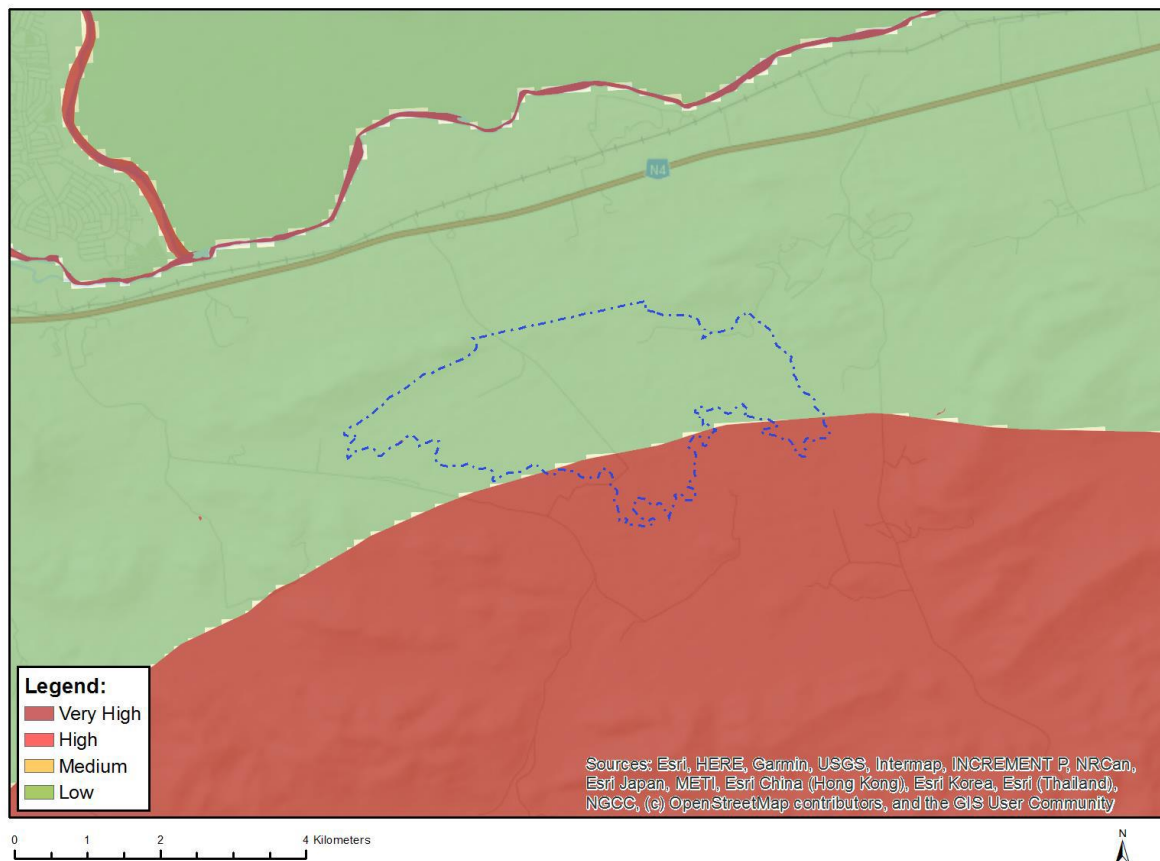 N4
Legend:
Very High
High
Medium
Low
Sources: Esri, HERE, Garmin, USGS, Intermap, INCREMENT P, NRCan,
Esri Japan, METI, Esri China (Hong Kong), Esri Korea, Esri (Thailand),
NGCC, (c) OpenStreetMap contributors, and the GIS User Community
0 1 2 4 Kilometers
N